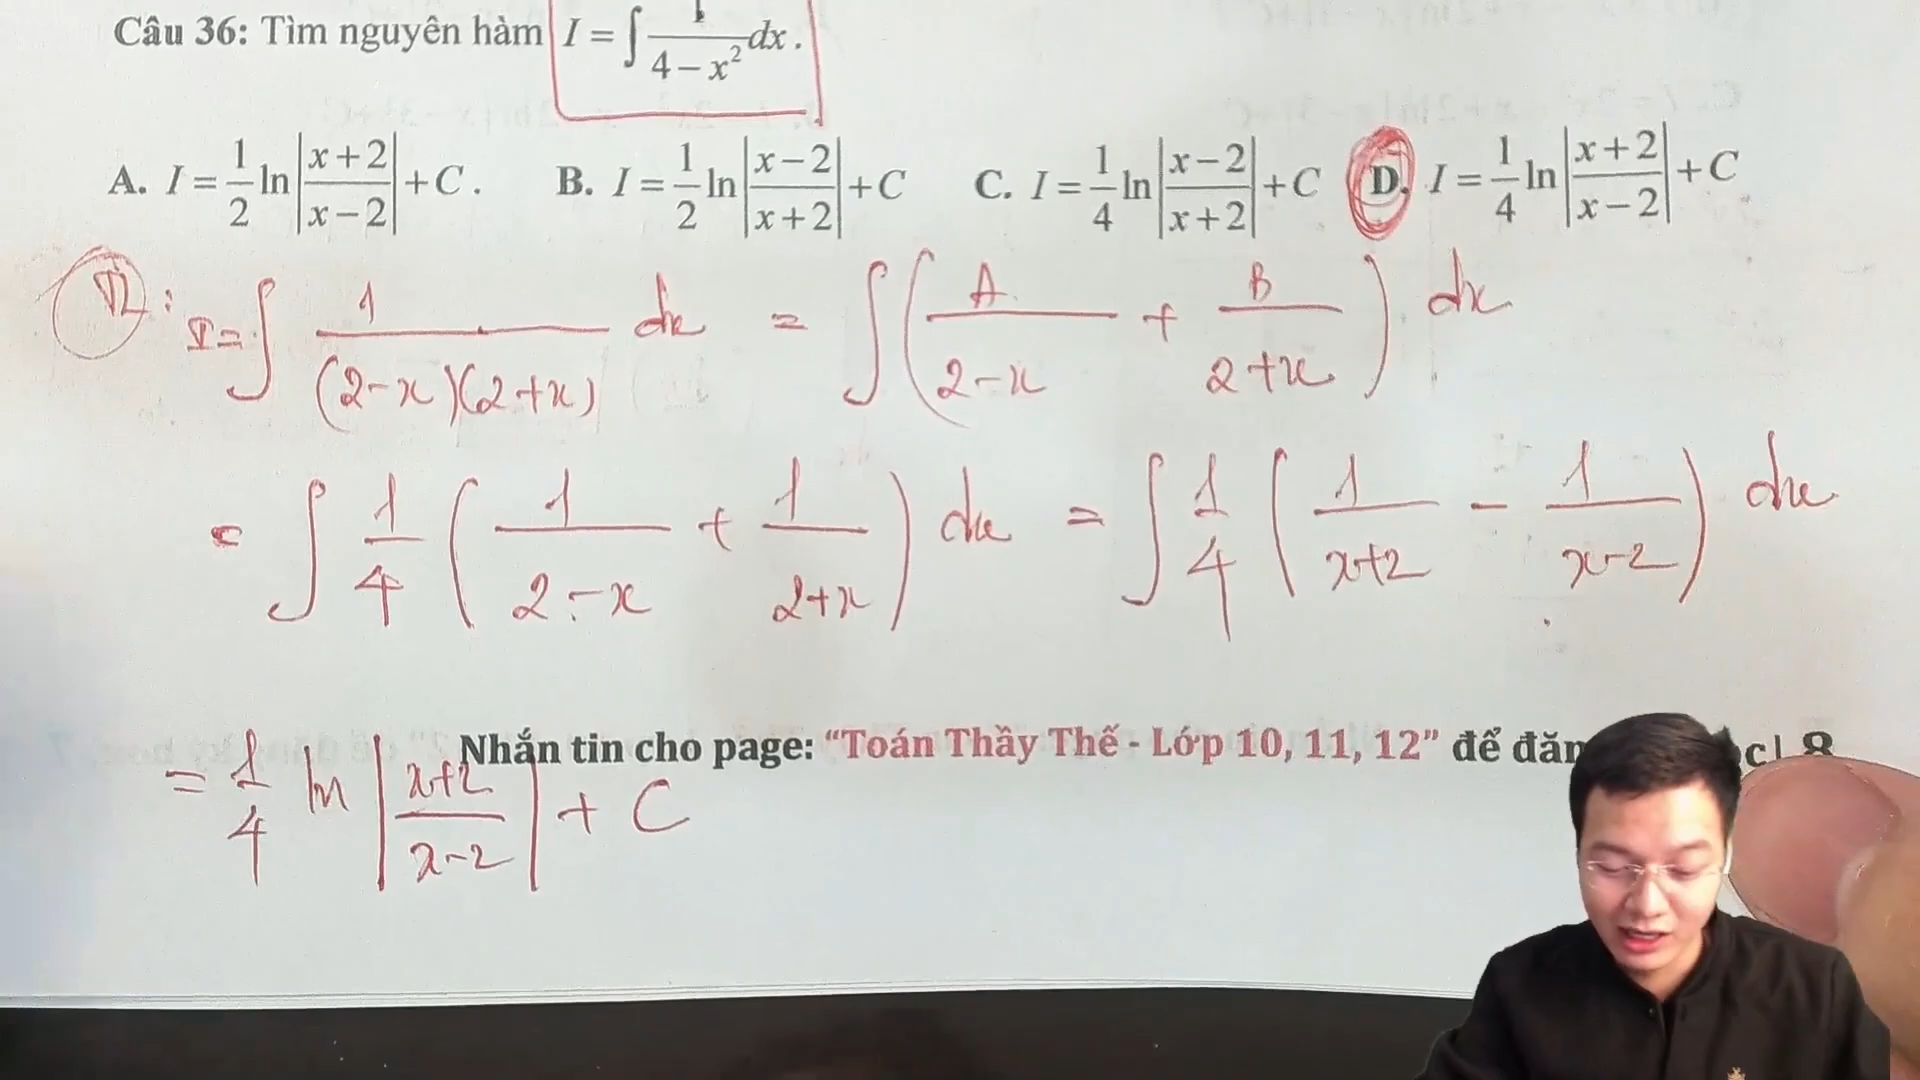 Câu 36: Tìm nguyên hàm I = ∫ 1/(4 − x²) dx.
A. I = 1/2 ln |(x + 2)/(x − 2)| + C. B. I = 1/2 ln |(x − 2)/(x + 2)| + C C. I = 1/4 ln |(x − 2)/(x + 2)| + C D. I = 1/4 ln |(x + 2)/(x − 2)| + C
TL: I = ∫ 1/((2 − x)(2 + x)) dx = ∫ (A/(2 − x) + B/(2 + x)) dx
= ∫ 1/4 (1/(2 − x) + 1/(2 + x)) dx = ∫ 1/4 (1/(x + 2) − 1/(x − 2)) dx
Nhắn tin cho page: “Toán Thầy Thế - Lớp 10, 11, 12” để
= 1/4 ln |(x + 2)/(x − 2)| + C